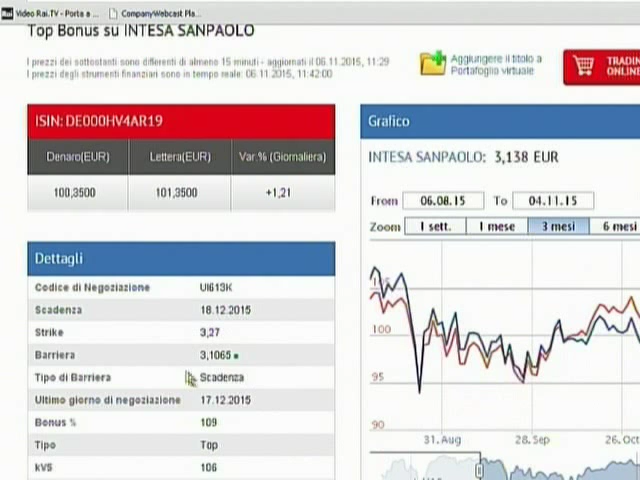 Rai Video Rai.TV - Porta a ...
CompanyWebcast Pla...
Top Bonus su INTESA SANPAOLO
I prezzi dei sottostanti sono differiti di almeno 15 minuti - aggiornati il 06.11.2015, 11:29
I prezzi degli strumenti finanziari sono in tempo reale: 06.11.2015, 11:42:00
Aggiungere il titolo a
Portafoglio virtuale
TRADIN
ONLINE
ISIN: DE000HV4AR19
Denaro(EUR) Lettera(EUR) Var.% (Giornaliera)
100,3500 101,3500 +1,21
Dettagli
Codice di Negoziazione UI613K
Scadenza 18.12.2015
Strike 3,27
Barriera 3,1065
Tipo di Barriera Scadenza
Ultimo giorno di negoziazione 17.12.2015
Bonus % 109
Tipo Top
kVS 106
Grafico
INTESA SANPAOLO: 3,138 EUR
From 06.08.15 To 04.11.15
Zoom 1 sett. 1 mese 3 mesi 6 mesi
105
100
95
90
31. Aug 28. Sep 26. Oct